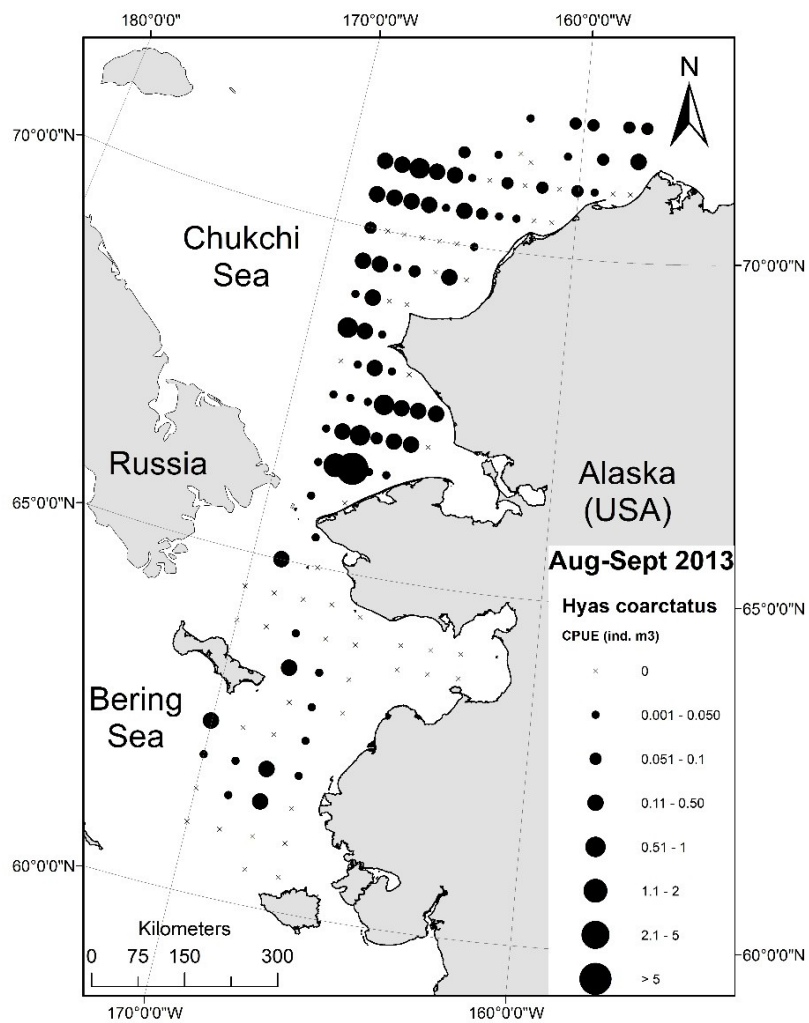 180°0'0"
170°0'0"W
160°0'0"W
N
70°0'0"N
Chukchi
Sea
70°0'0"N
Russia
Alaska
(USA)
65°0'0"N
Aug-Sept 2013
Hyas coarctatus
65°0'0"N
CPUE (ind. m3)
0
Bering
Sea
0.001 - 0.050
0.051 - 0.1
0.11 - 0.50
0.51 - 1
60°0'0"N
1.1 - 2
Kilometers
2.1 - 5
0 75 150 300
60°0'0"N
> 5
170°0'0"W
160°0'0"W